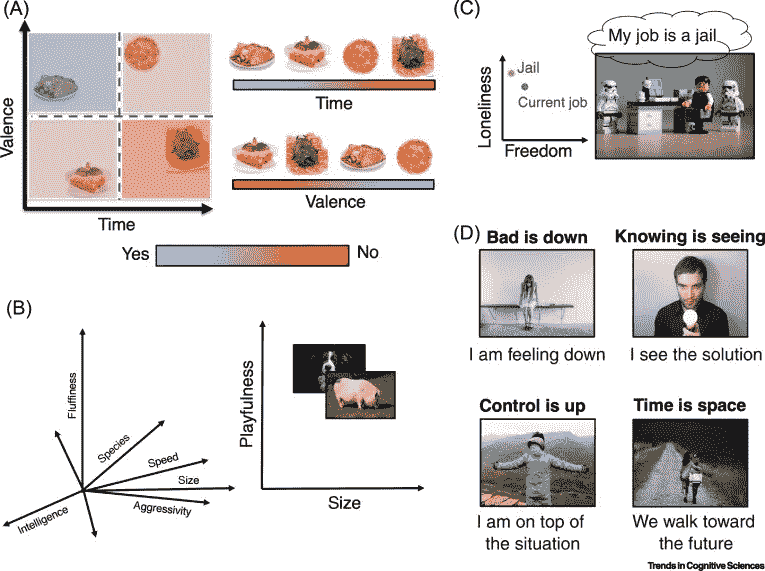 (A)
Valence
Time
Time
Valence
Yes
No
(B)
Fluffiness
Species
Speed
Size
Aggressivity
Intelligence
Playfulness
Size
(C)
My job is a jail
Loneliness
Jail
Current job
Freedom
(D)
Bad is down
I am feeling down
Knowing is seeing
I see the solution
Control is up
I am on top of
the situation
Time is space
We walk toward
the future
Trends in Cognitive Sciences